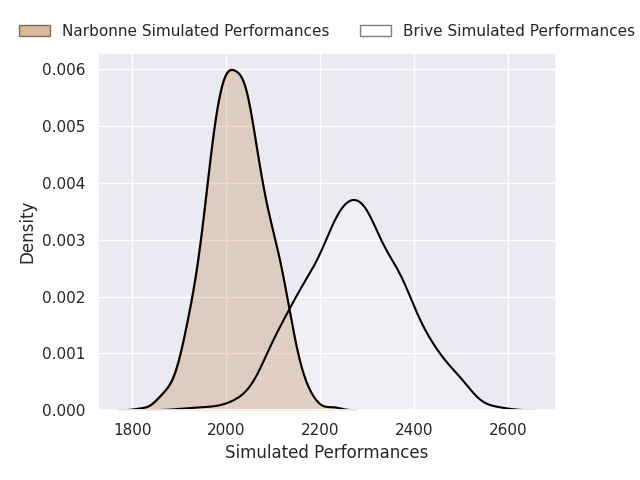 Narbonne Simulated Performances Brive Simulated Performances
0.006
0.005
0.004
0.003
0.002
0.001
0.000
Density
1800 2000 2200 2400 2600
Simulated Performances